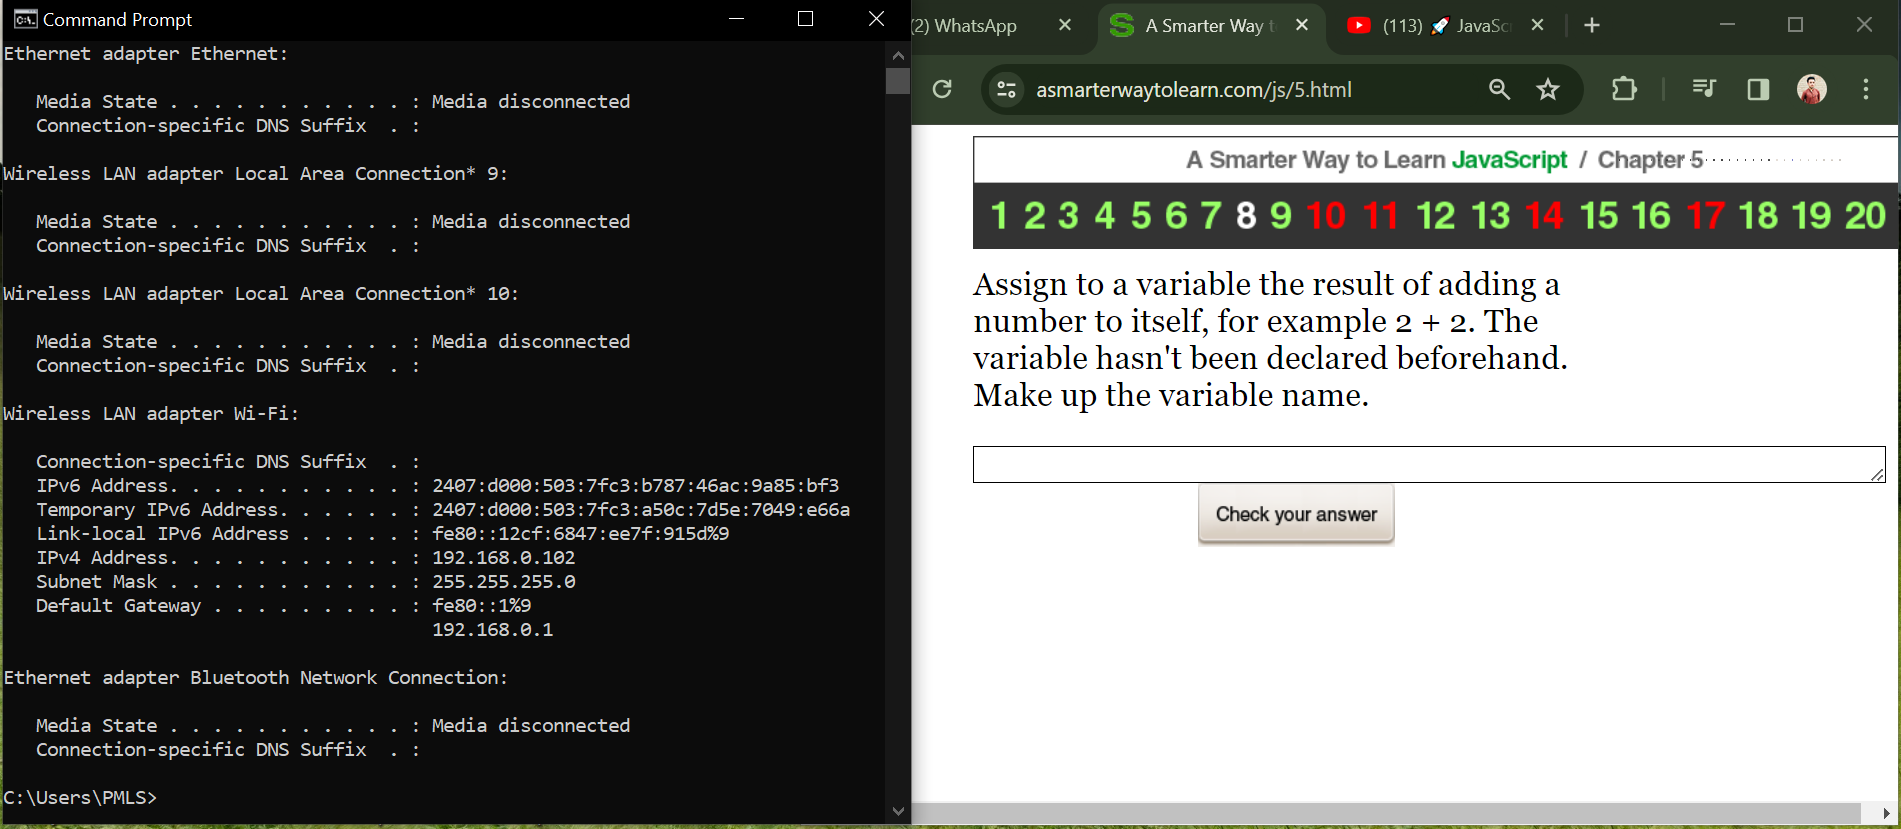 Command Prompt
Ethernet adapter Ethernet:
Media State . . . . . . . . . . . : Media disconnected
Connection-specific DNS Suffix  . :
Wireless LAN adapter Local Area Connection* 9:
Media State . . . . . . . . . . . : Media disconnected
Connection-specific DNS Suffix  . :
Wireless LAN adapter Local Area Connection* 10:
Media State . . . . . . . . . . . : Media disconnected
Connection-specific DNS Suffix  . :
Wireless LAN adapter Wi-Fi:
Connection-specific DNS Suffix  . :
IPv6 Address. . . . . . . . . . . : 2407:d000:503:7fc3:b787:46ac:9a85:bf3
Temporary IPv6 Address. . . . . . : 2407:d000:503:7fc3:a50c:7d5e:7049:e66a
Link-local IPv6 Address . . . . . : fe80::12cf:6847:ee7f:915d%9
IPv4 Address. . . . . . . . . . . : 192.168.0.102
Subnet Mask . . . . . . . . . . . : 255.255.255.0
Default Gateway . . . . . . . . . : fe80::1%9
192.168.0.1
Ethernet adapter Bluetooth Network Connection:
Media State . . . . . . . . . . . : Media disconnected
Connection-specific DNS Suffix  . :
C:\Users\PMLS>
(2) WhatsApp
A Smarter Way t
(113) 🚀 JavaSc
asmarterwaytolearn.com/js/5.html
A Smarter Way to Learn JavaScript / Chapter 5
1 2 3 4 5 6 7 8 9 10 11 12 13 14 15 16 17 18 19 20
Assign to a variable the result of adding a
number to itself, for example 2 + 2. The
variable hasn't been declared beforehand.
Make up the variable name.
Check your answer